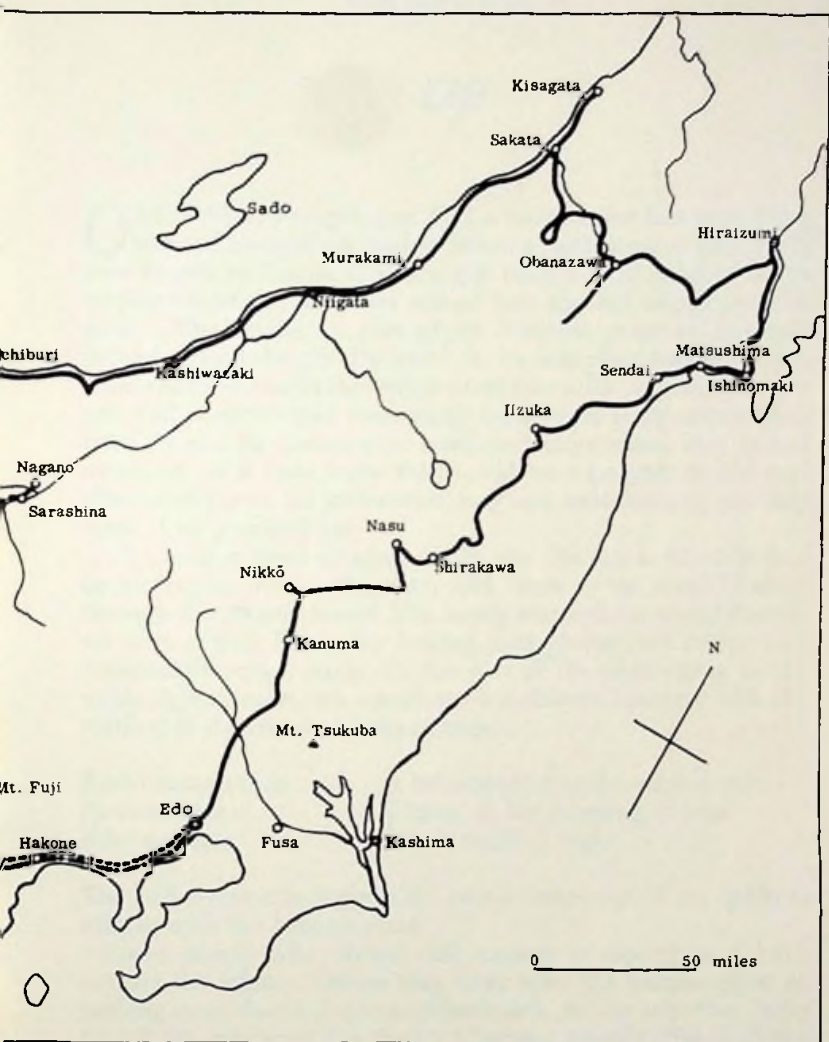 Kisagata
Sakata
Sado
Hiraizumi
Murakami
Obanazawa
Niigata
chiburi
Kashiwazaki
Matsushima
Sendai
Ishinomaki
Iizuka
Nagano
Sarashina
Nasu
Shirakawa
Nikkō
Kanuma
N
Mt. Tsukuba
Mt. Fuji
Edo
Hakone
Fusa
Kashima
50 miles
0